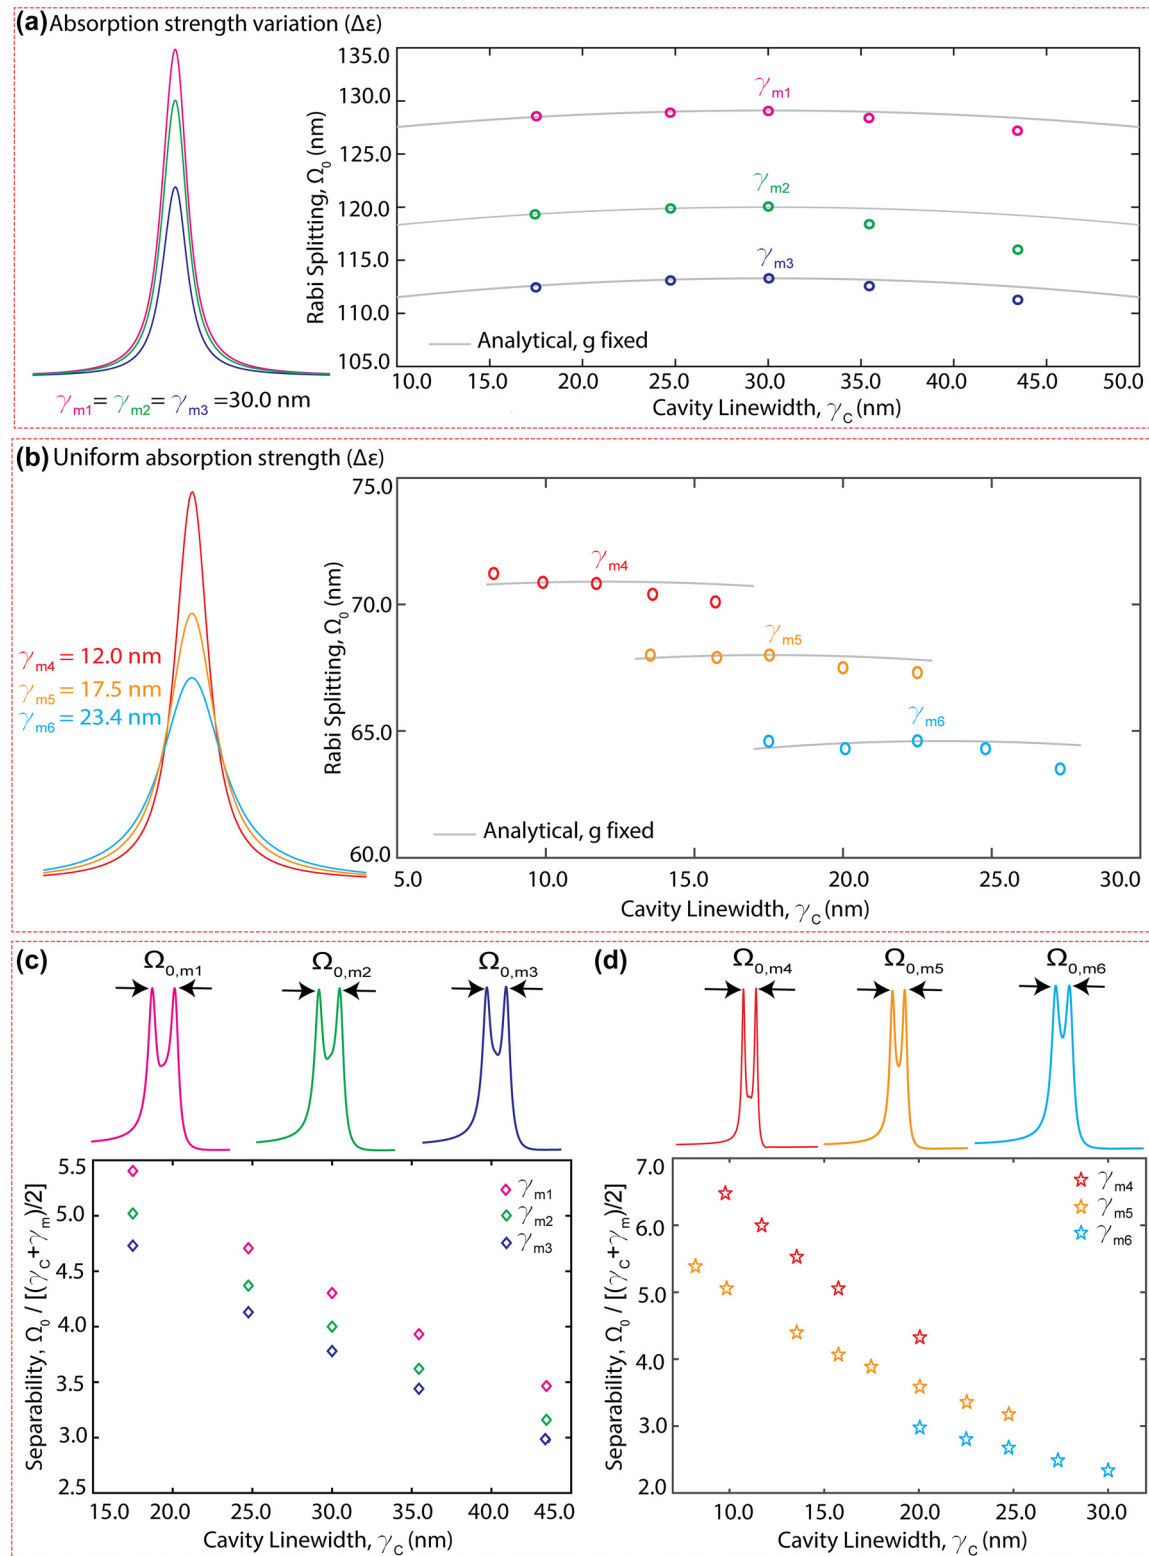 (a) Absorption strength variation (Δε)
γm1= γm2= γm3 =30.0 nm
Rabi Splitting, Ω0 (nm)
135.0
130.0
125.0
120.0
115.0
110.0
105.0
γm1
γm2
γm3
Analytical, g fixed
10.0 15.0 20.0 25.0 30.0 35.0 40.0 45.0 50.0
Cavity Linewidth, γC (nm)
(b) Uniform absorption strength (Δε)
γm4 = 12.0 nm
γm5 = 17.5 nm
γm6 = 23.4 nm
Rabi Splitting, Ω0 (nm)
75.0
70.0
65.0
60.0
γm4
γm5
γm6
Analytical, g fixed
5.0 10.0 15.0 20.0 25.0 30.0
Cavity Linewidth, γC (nm)
(c)
Ω0,m1 Ω0,m2 Ω0,m3
Separability, Ω0 / [(γC+γm)/2]
5.5
5.0
4.5
4.0
3.5
3.0
2.5
γm1
γm2
γm3
15.0 20.0 25.0 30.0 35.0 40.0 45.0
Cavity Linewidth, γC (nm)
(d)
Ω0,m4 Ω0,m5 Ω0,m6
Separability, Ω0 / [(γC+γm)/2]
7.0
6.0
5.0
4.0
3.0
2.0
γm4
γm5
γm6
10.0 15.0 20.0 25.0 30.0
Cavity Linewidth, γC (nm)